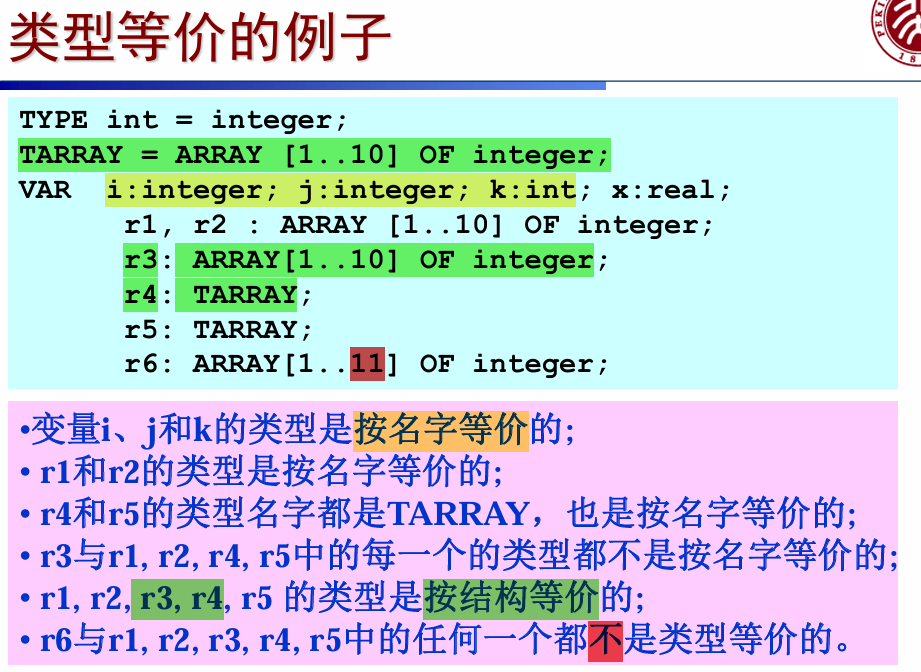 类型等价的例子
PEKI
18
TYPE int = integer;
TARRAY = ARRAY [1..10] OF integer;
VAR i:integer; j:integer; k:int; x:real;
r1, r2 : ARRAY [1..10] OF integer;
r3: ARRAY[1..10] OF integer;
r4: TARRAY;
r5: TARRAY;
r6: ARRAY[1..11] OF integer;
•变量i、j和k的类型是按名字等价的;
• r1和r2的类型是按名字等价的;
• r4和r5的类型名字都是TARRAY，也是按名字等价的;
• r3与r1, r2, r4, r5中的每一个的类型都不是按名字等价的;
• r1, r2, r3, r4, r5 的类型是按结构等价的;
• r6与r1, r2, r3, r4, r5中的任何一个都不是类型等价的。